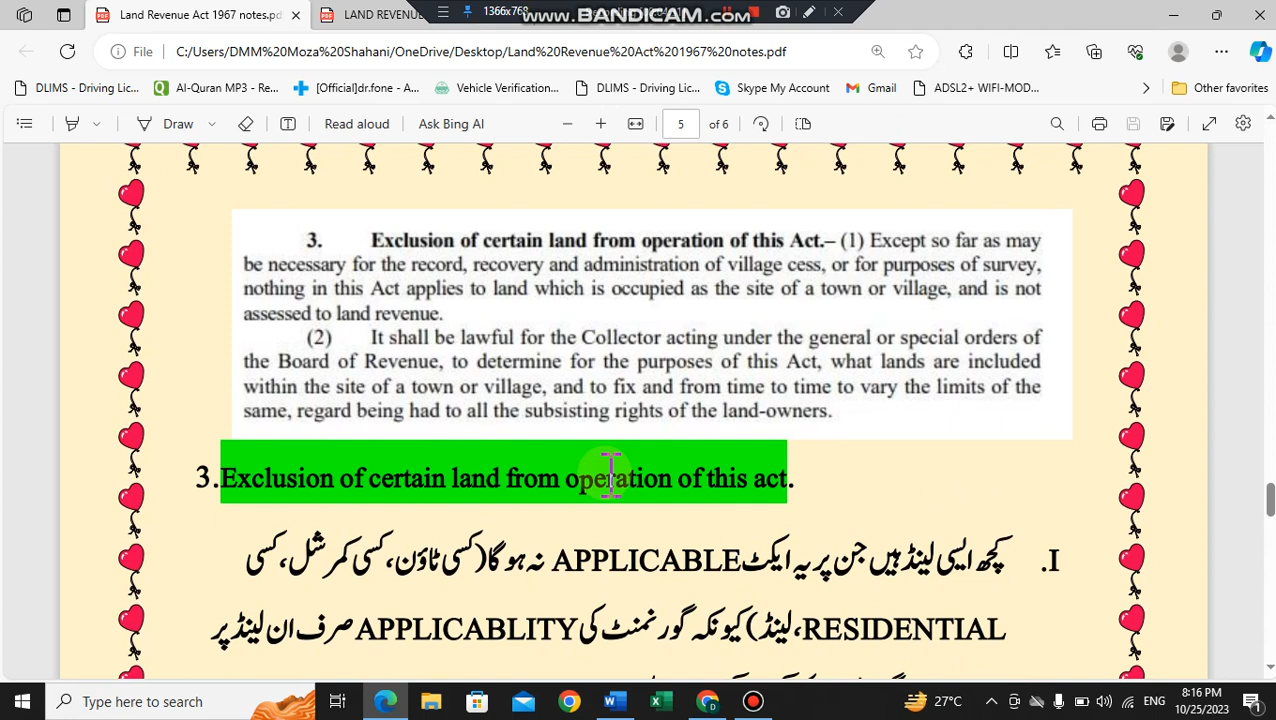 Land Revenue Act 1967 notes.pd
LAND REVENUE
1366x768
www.BANDICAM.com
File
C:/Users/DMM%20Moza%20Shahani/OneDrive/Desktop/Land%20Revenue%20Act%201967%20notes.pdf
DLIMS - Driving Lic...
Al-Quran MP3 - Re...
[Official]dr.fone - A...
Vehicle Verification...
DLIMS - Driving Lic...
Skype My Account
Gmail
ADSL2+ WIFI-MOD...
Other favorites
Draw
Read aloud
Ask Bing AI
5
of 6
3. Exclusion of certain land from operation of this Act.– (1) Except so far as may
be necessary for the record, recovery and administration of village cess, or for purposes of survey,
nothing in this Act applies to land which is occupied as the site of a town or village, and is not
assessed to land revenue.
(2) It shall be lawful for the Collector acting under the general or special orders of
the Board of Revenue, to determine for the purposes of this Act, what lands are included
within the site of a town or village, and to fix and from time to time to vary the limits of the
same, regard being had to all the subsisting rights of the land-owners.
3.Exclusion of certain land from operation of this act.
I. کچھ ایسی لینڈ ہیں جن پر یہ ایکٹ APPLICABLE نہ ہو گا (کسی ٹاؤن، کسی کمرشل، کسی
RESIDENTIAL، لینڈ) کیونکہ گورنمنٹ کی APPLICABLITY صرف ان لینڈ پر
Type here to search
27°C
ENG
6:16 PM
10/25/2023
1